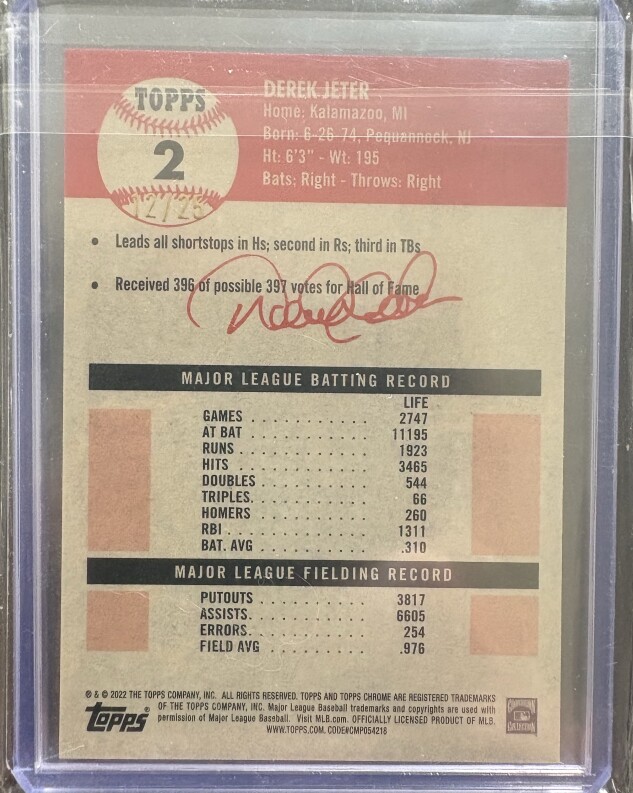 TOPPS
2
12/25
DEREK JETER
Home: Kalamazoo, MI
Born: 6-26-74, Pequannock, NJ
Ht: 6'3" - Wt: 195
Bats: Right - Throws: Right
• Leads all shortstops in Hs; second in Rs; third in TBs
• Received 396 of possible 397 votes for Hall of Fame
MAJOR LEAGUE BATTING RECORD
LIFE
GAMES . . . . . . . . . . 2747
AT BAT . . . . . . . . . . 11195
RUNS . . . . . . . . . . 1923
HITS . . . . . . . . . . 3465
DOUBLES . . . . . . . . . . 544
TRIPLES. . . . . . . . . . 66
HOMERS . . . . . . . . . . 260
RBI . . . . . . . . . . 1311
BAT. AVG . . . . . . . . . . .310
MAJOR LEAGUE FIELDING RECORD
PUTOUTS . . . . . . . . . . 3817
ASSISTS. . . . . . . . . . 6605
ERRORS. . . . . . . . . . 254
FIELD AVG . . . . . . . . . . .976
® & © 2022 THE TOPPS COMPANY, INC. ALL RIGHTS RESERVED. TOPPS AND TOPPS CHROME ARE REGISTERED TRADEMARKS
OF THE TOPPS COMPANY, INC. Major League Baseball trademarks and copyrights are used with
permission of Major League Baseball. Visit MLB.com. OFFICIALLY LICENSED PRODUCT OF MLB.
WWW.TOPPS.COM. CODE#CMP054218
Topps®
COOPERSTOWN
COLLECTION